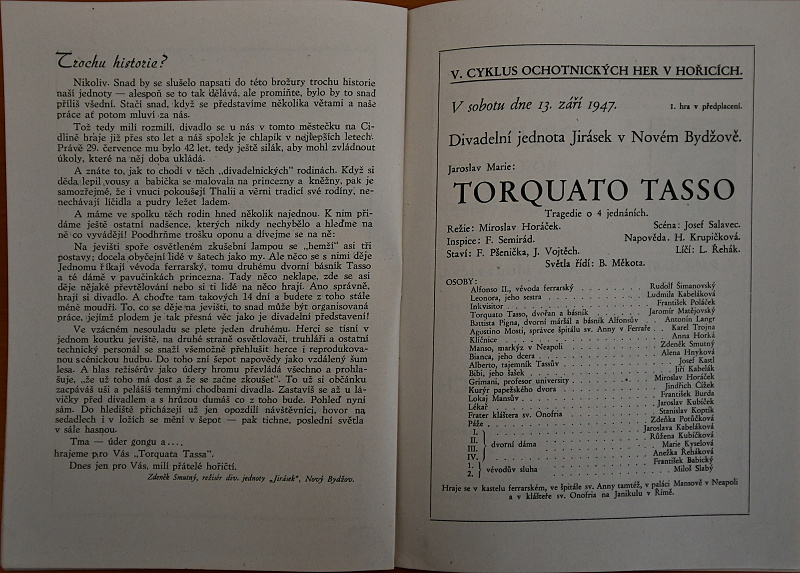 Trochu historie?
Nikoliv. Snad by se slušelo napsati do této brožury trochu historie
naší jednoty — alespoň se to tak dělává, ale promiňte, bylo by to snad
příliš všední. Stačí snad, když se představíme několika větami a naše
práce ať potom mluví za nás.
Tož tedy milí rozmilí, divadlo se u nás v tomto městečku na Ci-
dlině hraje již přes sto let a náš spolek je chlapík v nejlepších letech.
Právě 29. července mu bylo 42 let, tedy ještě silák, aby mohl zvládnout
úkoly, které na něj doba ukládá.
A znáte to, jak to chodí v těch „divadelnických" rodinách. Když si
děda lepil vousy a babička se malovala na princezny a kněžny, pak je
samozřejmé, že i vnuci pokoušejí Thalii a věrni tradici své rodiny, ne-
nechávají líčidla a pudry ležet ladem.
A máme ve spolku těch rodin hned několik najednou. K nim při-
dáme ještě ostatní nadšence, kterých nikdy nechybělo a hleďme na
ně co vyvádějí! Poodhrňme trošku oponu a dívejme se na ně:
Na jevišti spoře osvětleném zkušební lampou se „hemží" asi tři
postavy; docela obyčejní lidé v šatech jako my. Ale něco se s nimi děje
Jednomu říkají vévoda ferrarský, tomu druhému dvorní básník Tasso
a té dámě v pavučinkách princezna. Tady něco neklape, zde se asi
děje nějaké převtělování nebo si ti lidé na něco hrají. Ano správně,
hrají si divadlo. A choďte tam takových 14 dní a budete z toho stále
méně moudří. To, co se děje na jevišti, to snad může být organisovaná
práce, jejímž plodem je tak přesná věc jako je divadelní představení!
Ve vzácném nesouladu se plete jeden druhému. Herci se tísní v
jednom koutku jeviště, na druhé straně osvětlovači, truhláři a ostatní
technický personál se snaží všemožně přehlušit herce i reprodukova-
nou scénickou hudbu. Do toho zní šepot napovědy jako vzdálený šum
lesa. A hlas režisérův jako údery hromu převládá všechno a prohla-
šuje, „že už toho má dost a že se začne zkoušet". To už si občánku
zacpáváš uši a pelášíš temnými chodbami divadla. Zastavíš se až u lá-
vičky před divadlem a s hrůzou dumáš co z toho bude. Pohleď nyní
sám. Do hlediště přicházejí už jen opozdilí návštěvníci, hovor na
sedadlech i v ložích se mění v šepot — pak tichne, poslední světla
v sále hasnou.
Tma — úder gongu a....
hrajeme pro Vás „Torquata Tassa".
Dnes jen pro Vás, milí přátelé hořičtí.
Zdeněk Smutný, režisér div. jednoty „Jirásek", Nový Bydžov.
V. CYKLUS OCHOTNICKÝCH HER V HOŘICÍCH.
V sobotu dne 13. září 1947.
1. hra v předplacení.
Divadelní jednota Jirásek v Novém Bydžově.
Jaroslav Marie:
TORQUATO TASSO
Tragedie o 4 jednáních.
Režie: Miroslav Horáček. Scéna: Josef Salavec.
Inspice: F. Semirád. Napověda. H. Krupičková.
Staví: F. Pšenička, J. Vojtěch. Líčí: L. Řehák.
Světla řídí: B. Měkota.
OSOBY:
Alfonso II., vévoda ferrarský . . . . Rudolf Šimanovský
Leonora, jeho sestra . . . . Ludmila Kabeláková
Inkvisitor . . . . František Poláček
Torquato Tasso, dvořan a básník . . . . Jaromír Matějovský
Battista Pigna, dvorní máršál a básník Alfonsův . . . . Antonín Langr
Agostino Mosti, správce špitálu sv. Anny v Ferraře . . . . Karel Trojna
Klíčnice . . . . Anna Horká
Manso, markýz v Neapoli . . . . Zdeněk Smutný
Bianca, jeho dcera . . . . Alena Hnyková
Alberto, tajemník Tassův . . . . Josef Kastl
Bibi, jeho šašek . . . . Jiří Kabelák
Grimani, profesor university . . . . Miroslav Horáček
Kurýr papežského dvora . . . . Jindřich Čížek
Lokaj Mansův . . . . František Burda
Lékař . . . . Jaroslav Kubíček
Frater kláštera sv. Onofria . . . . Stanislav Koptík
Páže . . . . Zdeňka Potůčková
I. } dvorní dáma . . . . Jaroslava Kabeláková
II. . . . . Růžena Kubíčková
III. . . . . Marie Kyselová
IV. . . . . Anežka Řeháková
1. } vévodův sluha . . . . František Babický
2. . . . . Miloš Slabý
Hraje se v kastelu ferrarském, ve špitále sv. Anny tamtéž, v paláci Mansově v Neapoli
a v klášteře sv. Onofria na Janikulu v Římě.